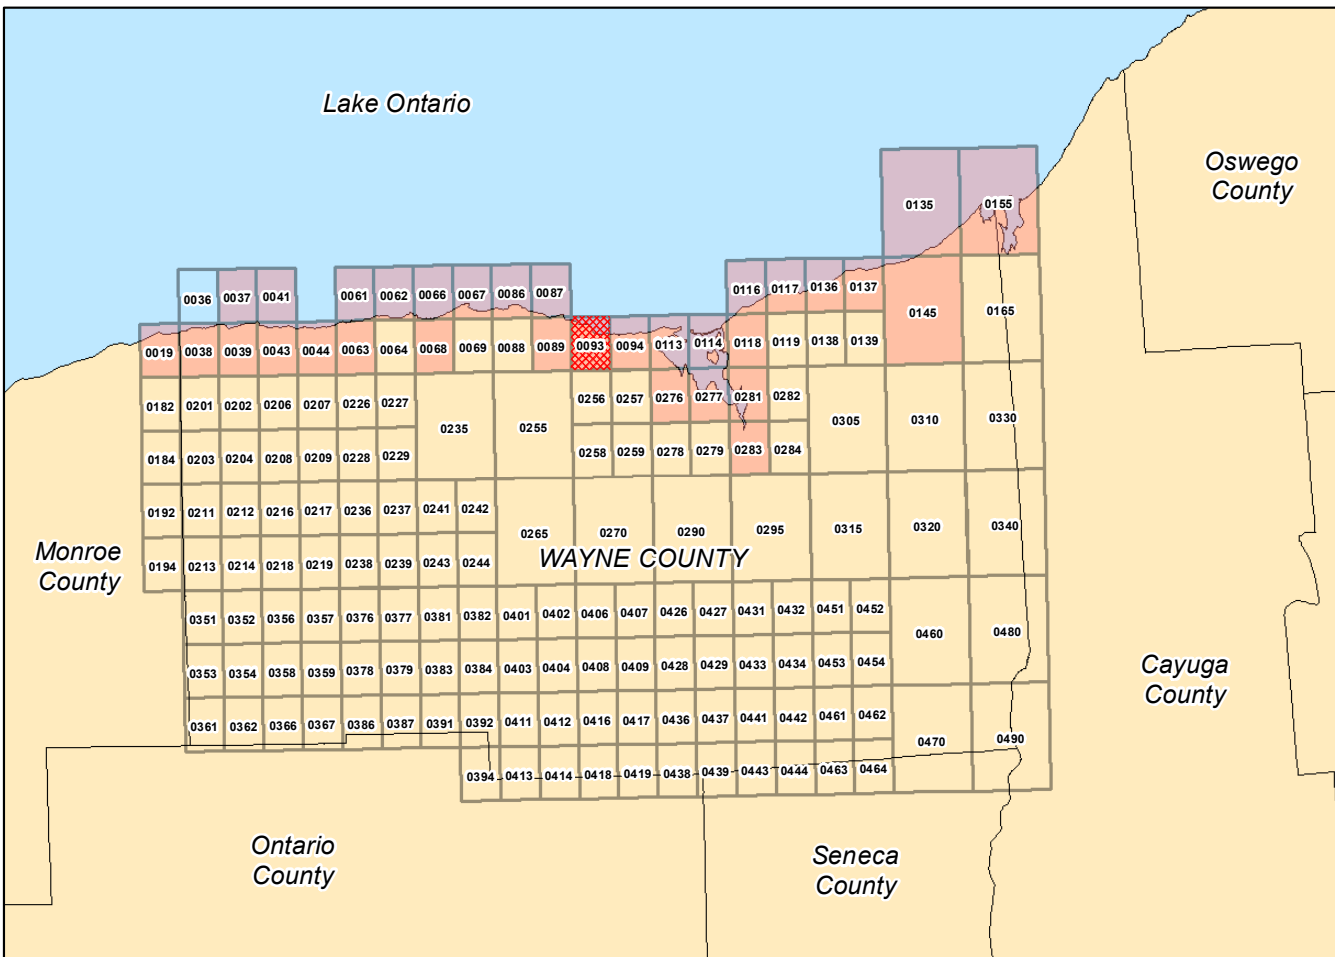 Lake Ontario
Oswego
County
0135 0155
0036 0037 0041 0061 0062 0066 0067 0086 0087 0116 0117 0136 0137
0145 0165
0019 0038 0039 0043 0044 0063 0064 0068 0069 0088 0089 0093 0094 0113 0114 0118 0119 0138 0139
0182 0201 0202 0206 0207 0226 0227 0256 0257 0276 0277 0281 0282
0235 0255 0305 0310 0330
0184 0203 0204 0208 0209 0228 0229 0258 0259 0278 0279 0283 0284
0192 0211 0212 0216 0217 0236 0237 0241 0242
0265 0270 0290 0295 0315 0320 0340
Monroe
County
WAYNE COUNTY
0194 0213 0214 0218 0219 0238 0239 0243 0244
0351 0352 0356 0357 0376 0377 0381 0382 0401 0402 0406 0407 0426 0427 0431 0432 0451 0452
0460 0480
0353 0354 0358 0359 0378 0379 0383 0384 0403 0404 0408 0409 0428 0429 0433 0434 0453 0454
Cayuga
County
0361 0362 0366 0367 0386 0387 0391 0392 0411 0412 0416 0417 0436 0437 0441 0442 0461 0462
0470 0490
0394 0413 0414 0418 0419 0438 0439 0443 0444 0463 0464
Ontario
County
Seneca
County